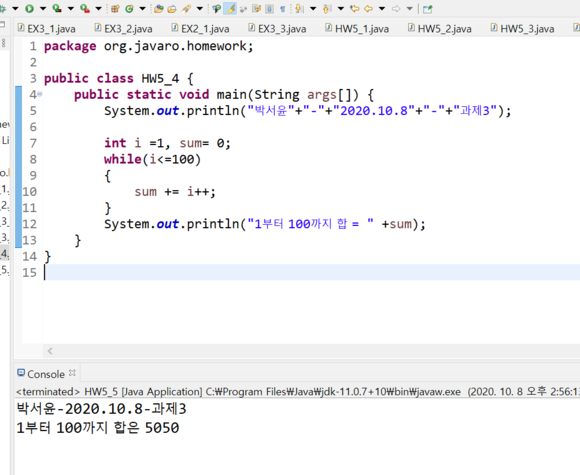 EX3_1.java EX3_2.java EX2_1.java EX3_3.java HW5_1.java HW5_2.java HW5_3.java
1 package org.javaro.homework;
2
3 public class HW5_4 {
4 public static void main(String args[]) {
5 System.out.println("박서윤"+"-"+"2020.10.8"+"-"+"과제3");
6
7 int i =1, sum= 0;
8 while(i<=100)
9 {
10 sum += i++;
11 }
12 System.out.println("1부터 100까지 합 = " +sum);
13 }
14 }
15
Console
<terminated> HW5_5 [Java Application] C:₩Program Files₩Java₩jdk-11.0.7+10₩bin₩javaw.exe (2020. 10. 8 오후 2:56:1
박서윤-2020.10.8-과제3
1부터 100까지 합은 5050